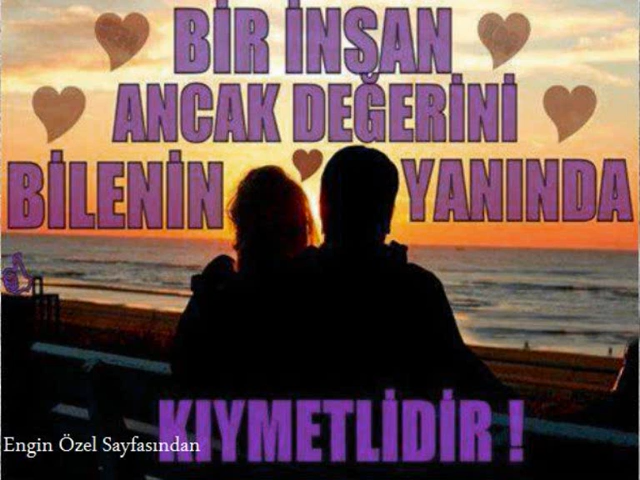 BİR İNSAN
ANCAK DEĞERİNİ
BİLENİN YANINDA
KIYMETLİDİR !
Engin Özel Sayfasından